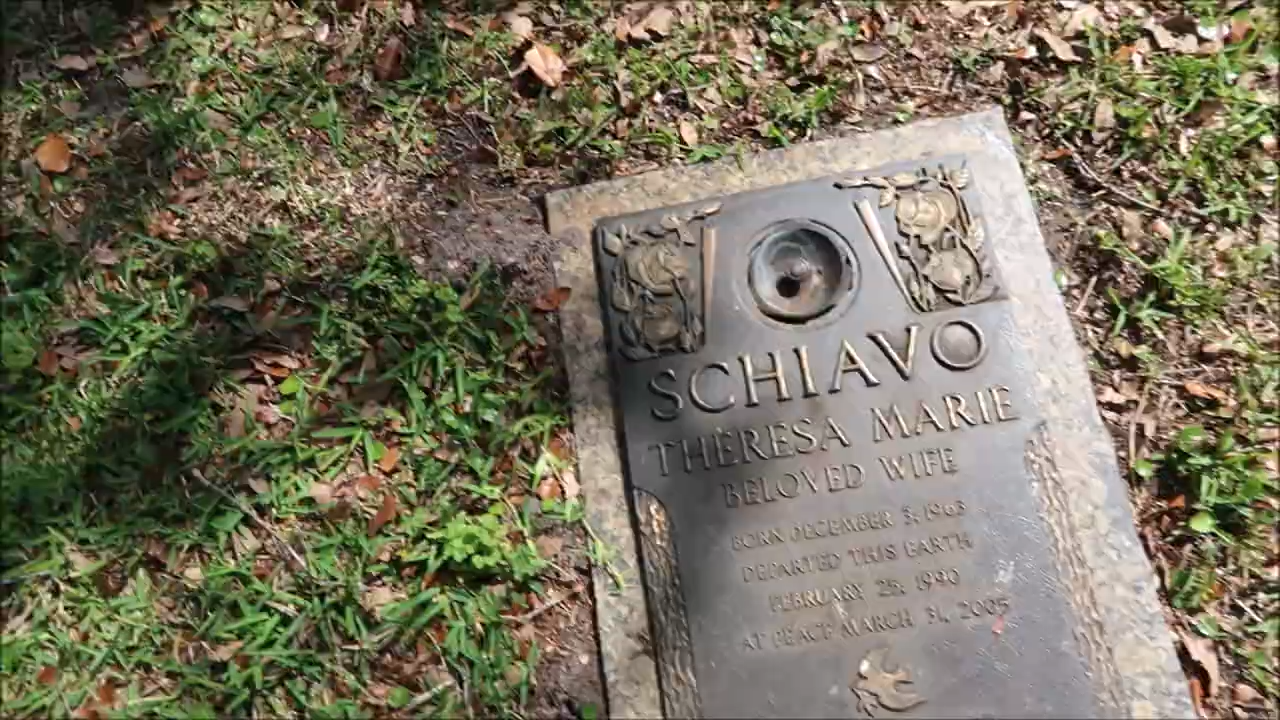 SCHIAVO
THERESA MARIE
BELOVED WIFE
BORN DECEMBER 3, 1963
DEPARTED THIS EARTH
FEBRUARY 25, 1990
AT PEACE MARCH 31, 2005